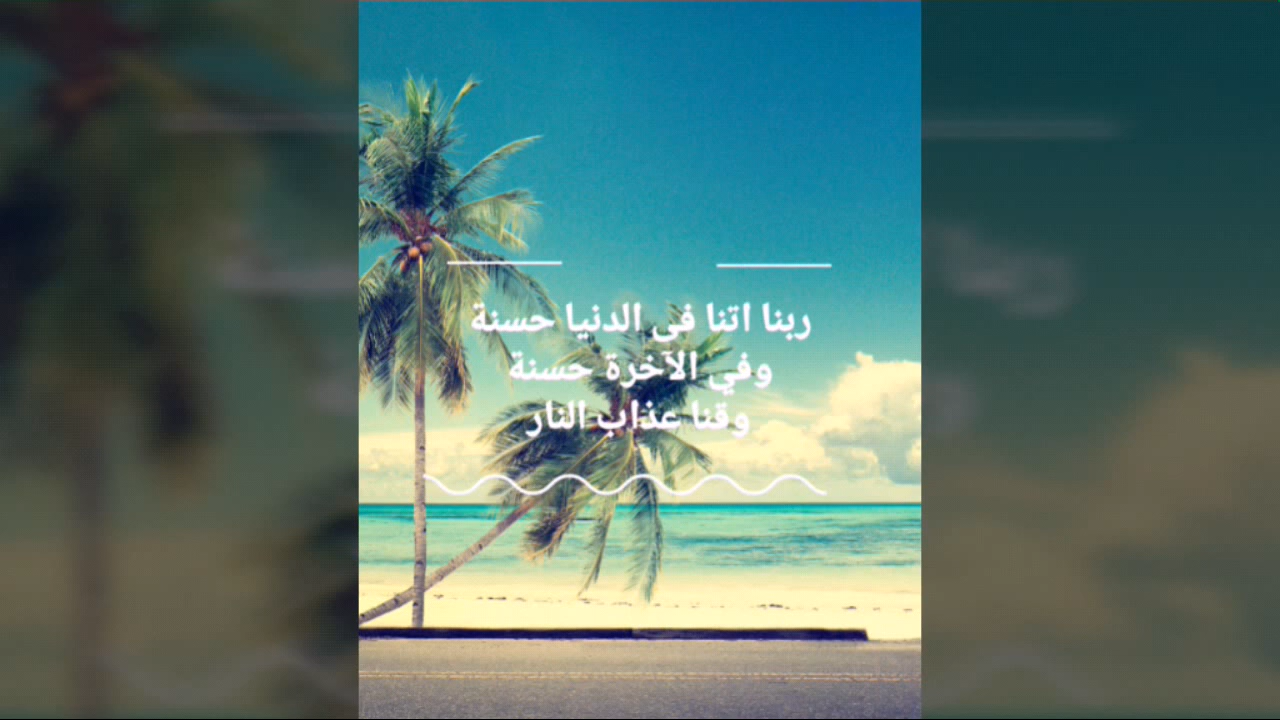 ربنا اتنا فى الدنيا حسنة
وفي الآخرة حسنة
وقنا عذاب النار